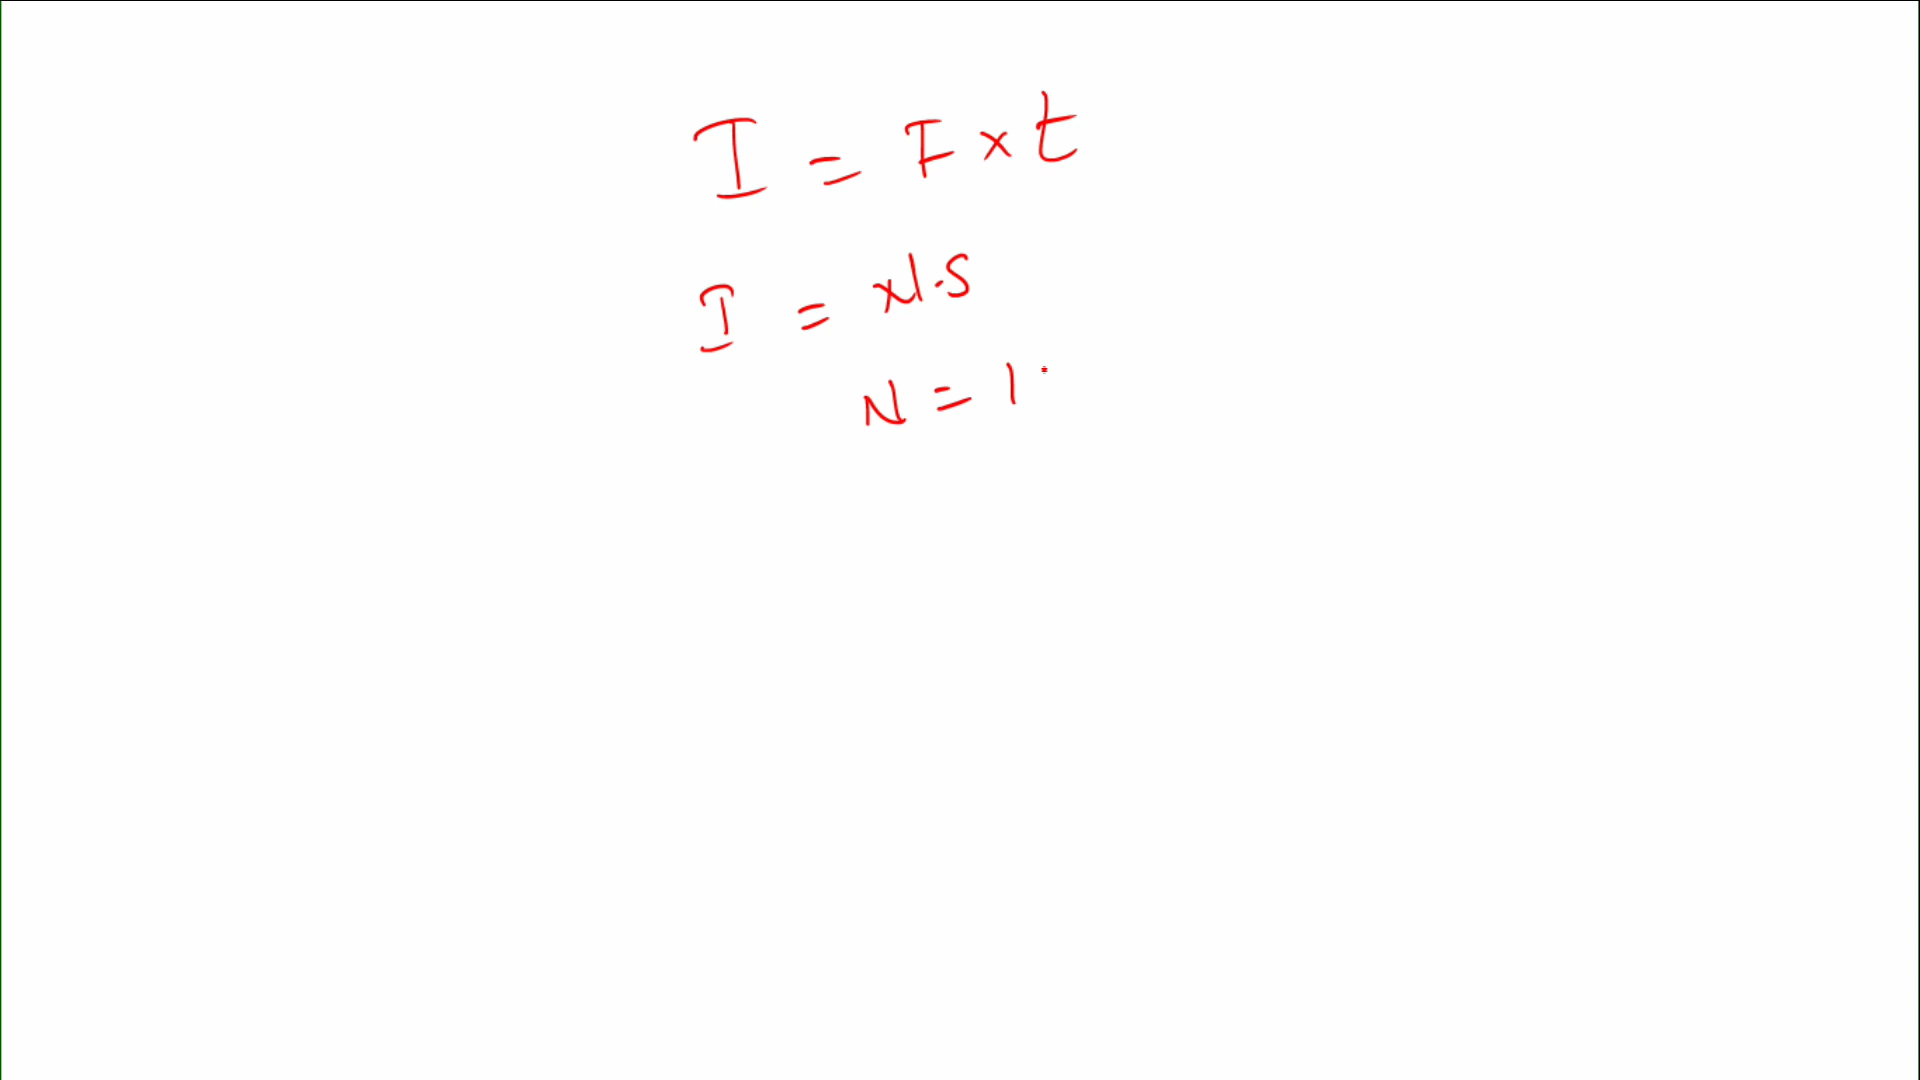 I = F × t
I = N.S
N = 1